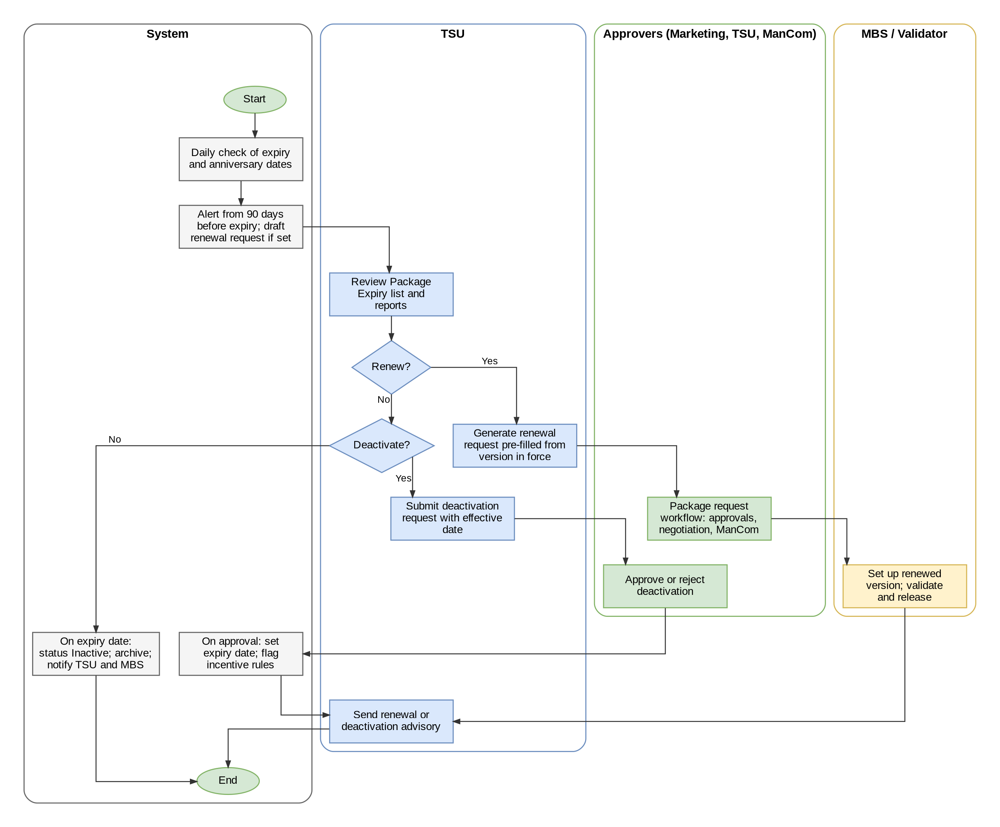 System
TSU
Approvers (Marketing, TSU, ManCom)
MBS / Validator
Start
Daily check of expiry
and anniversary dates
Alert from 90 days
before expiry; draft
renewal request if set
Review Package
Expiry list and
reports
Renew?
Yes
No
Deactivate?
No
Yes
Generate renewal
request pre-filled from
version in force
Submit deactivation
request with effective
date
Package request
workflow: approvals,
negotiation, ManCom
Approve or reject
deactivation
Set up renewed
version; validate
and release
On expiry date:
status Inactive; archive;
notify TSU and MBS
On approval: set
expiry date; flag
incentive rules
Send renewal or
deactivation advisory
End